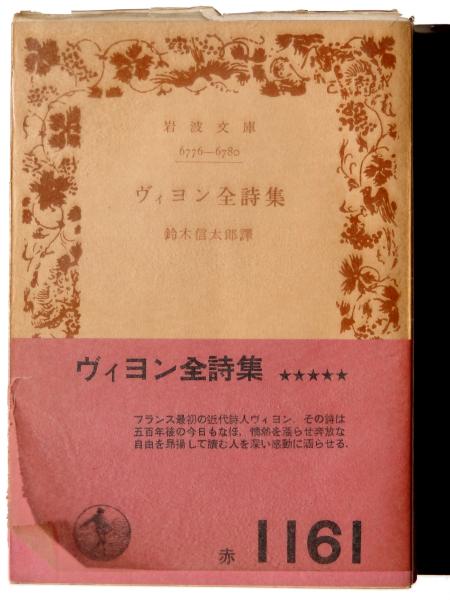 岩波文庫
6776—6780
ヴィヨン全詩集
鈴木信太郎譯
ヴィヨン全詩集 ★★★★★
フランス最初の近代詩人ヴィヨン。その詩は
五百年後の今日もなほ、情熱を漲らせ奔放な
自由を昂揚して讀む人を深い感動に涵らせる。
赤 1161